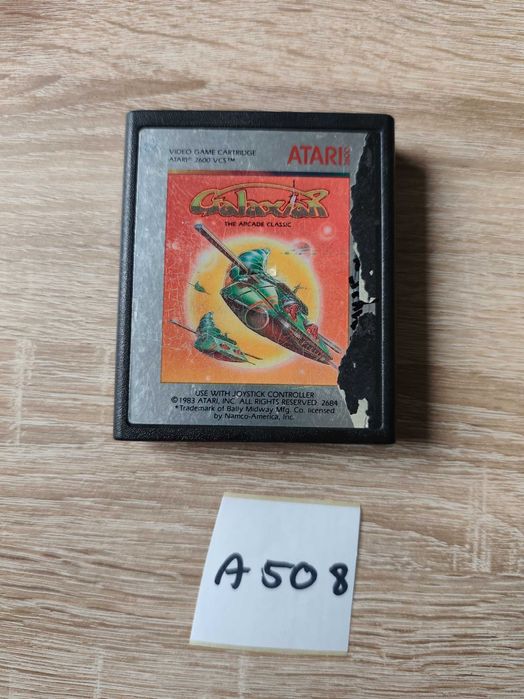 VIDEO GAME CARTRIDGE
ATARI® 2600 VCS™
ATARI 2600
Galaxian
THE ARCADE CLASSIC
USE WITH JOYSTICK CONTROLLER
©1983 ATARI, INC. ALL RIGHTS RESERVED. 2684
*Trademark of Bally Midway Mfg. Co. licensed
by Namco-America, Inc.
A508